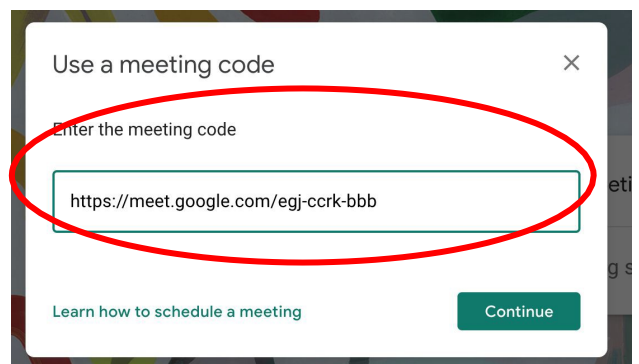 Use a meeting code
Enter the meeting code
https://meet.google.com/egj-ccrk-bbb
eti
g s
Learn how to schedule a meeting
Continue